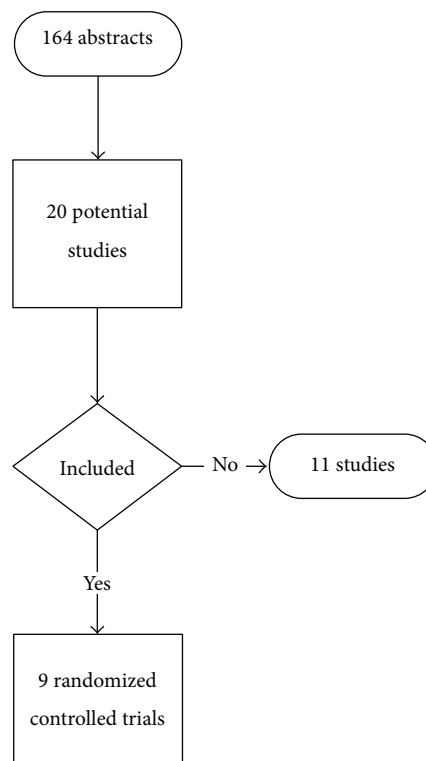 164 abstracts
20 potential
studies
Included
No
11 studies
Yes
9 randomized
controlled trials